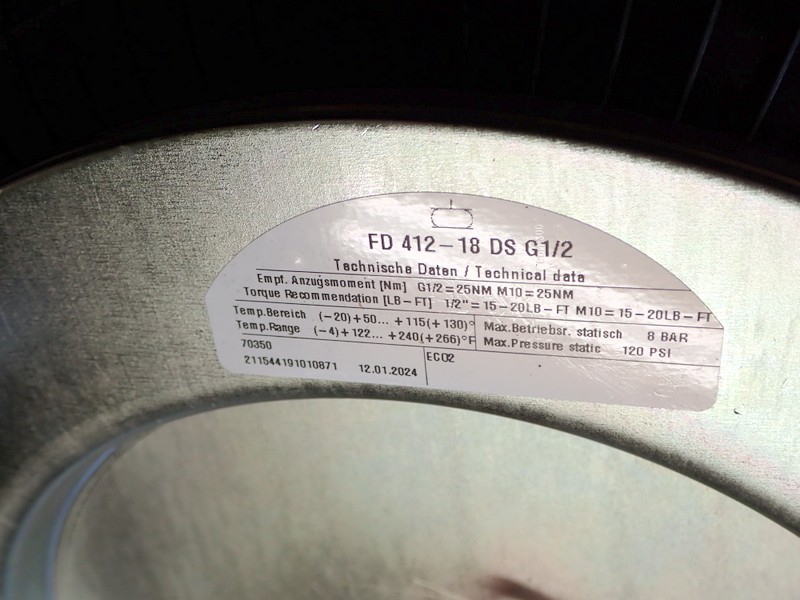 FD 412-18 DS G1/2
Technische Daten / Technical data
Empf. Anzugsmoment [Nm] G1/2=25NM M10=25NM
Torque Recommendation [LB-FT] 1/2"=15-20LB-FT M10=15-20LB-FT
Temp.Bereich (-20)+50... +115(+130)° Max.Betriebsr. statisch 8 BAR
Temp.Range (-4)+122... +240(+266)°F Max.Pressure static 120 PSI
70350 ECO2
211544191010871 12.01.2024